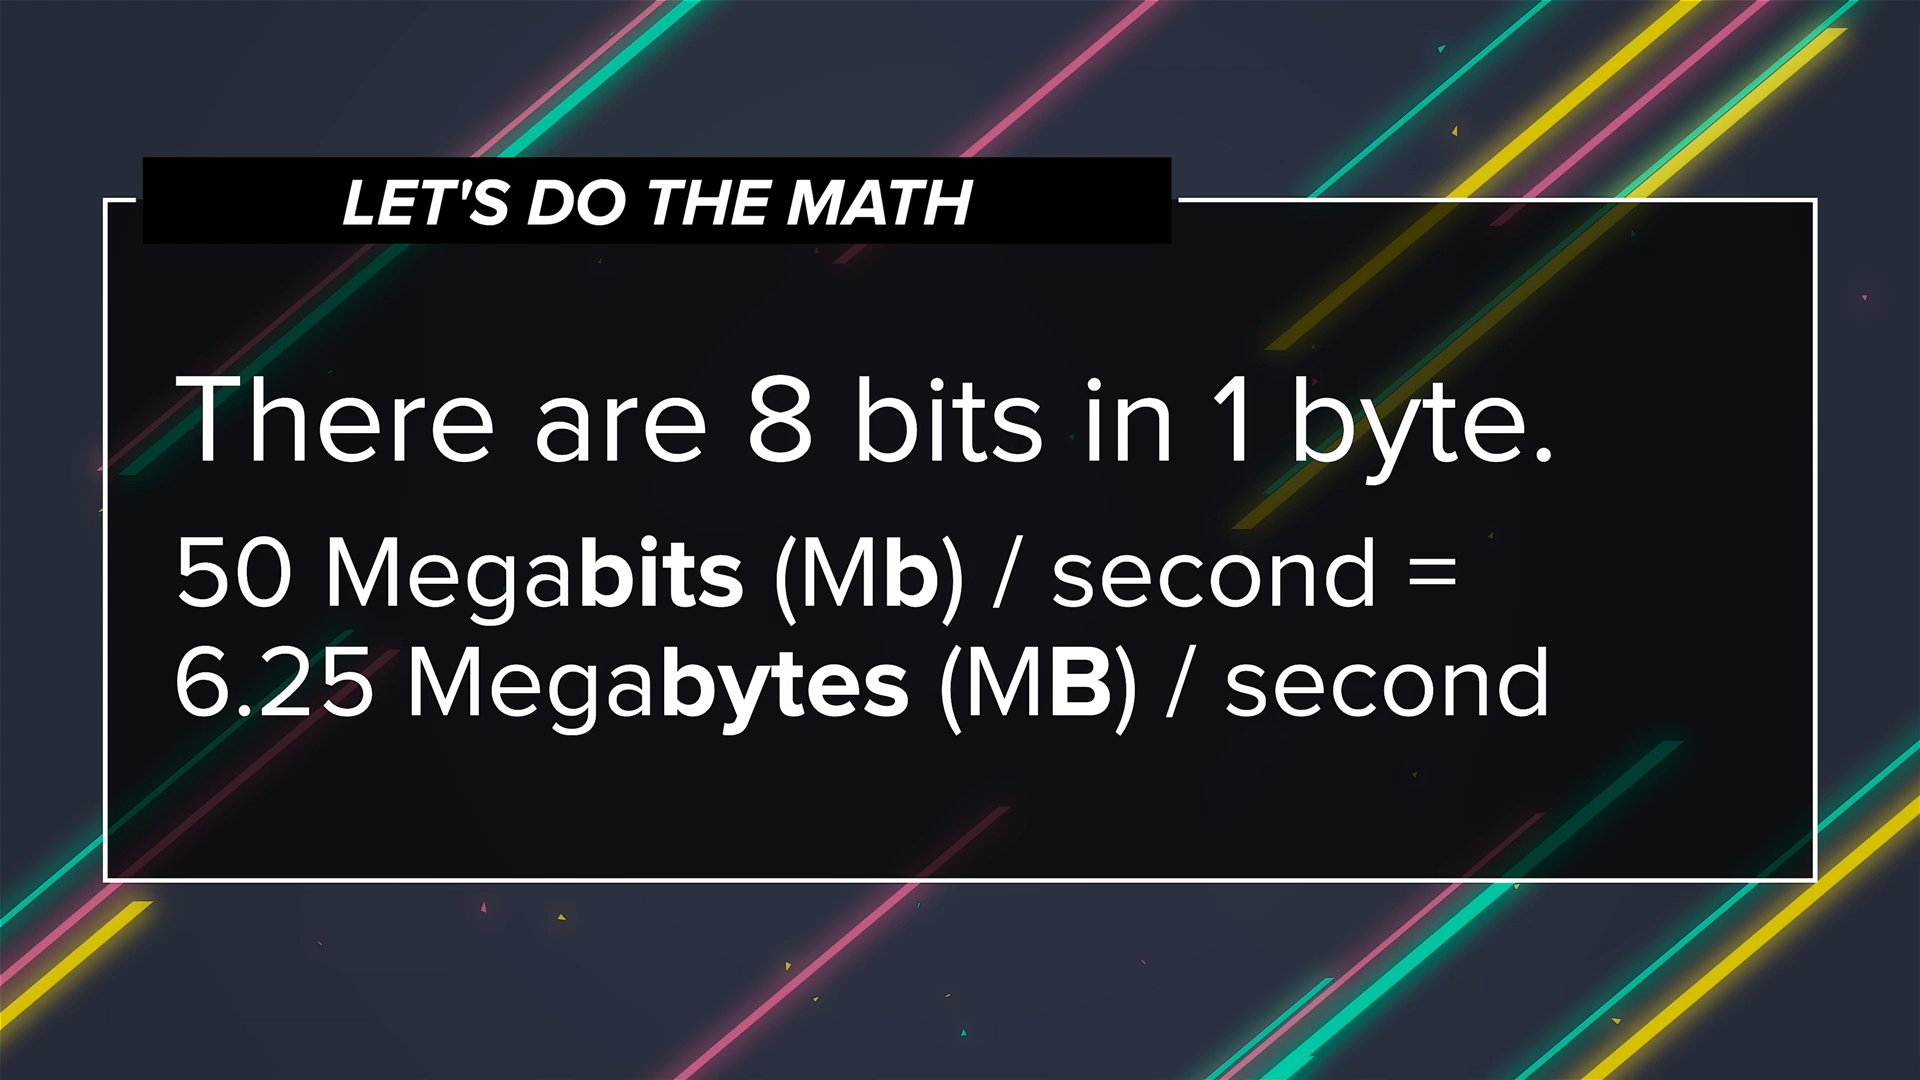 LET'S DO THE MATH
There are 8 bits in 1 byte.
50 Megabits (Mb) / second =
6.25 Megabytes (MB) / second